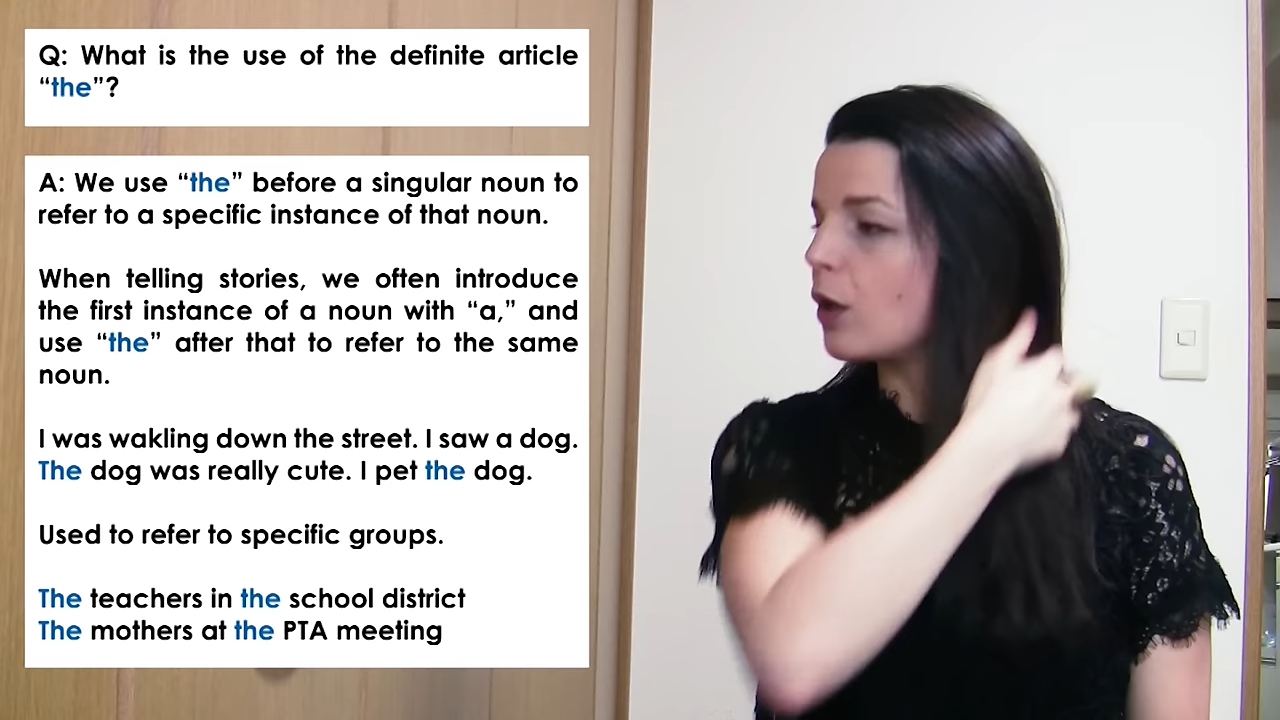 Q: What is the use of the definite article
“the”?
A: We use “the” before a singular noun to
refer to a specific instance of that noun.
When telling stories, we often introduce
the first instance of a noun with “a,” and
use “the” after that to refer to the same
noun.
I was wakling down the street. I saw a dog.
The dog was really cute. I pet the dog.
Used to refer to specific groups.
The teachers in the school district
The mothers at the PTA meeting